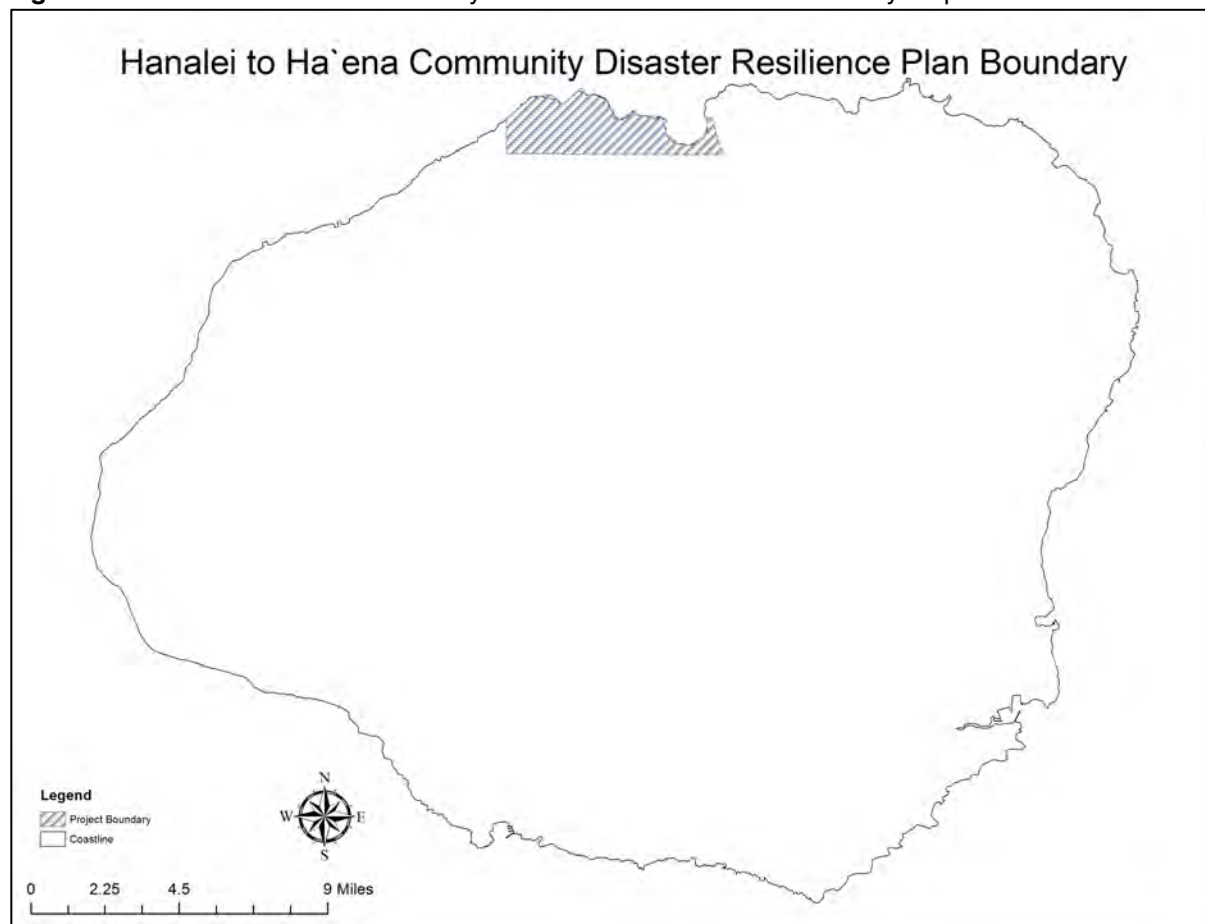 Hanalei to Ha`ena Community Disaster Resilience Plan Boundary
N
W E
S
Legend
Project Boundary
Coastline
0 2.25 4.5 9 Miles